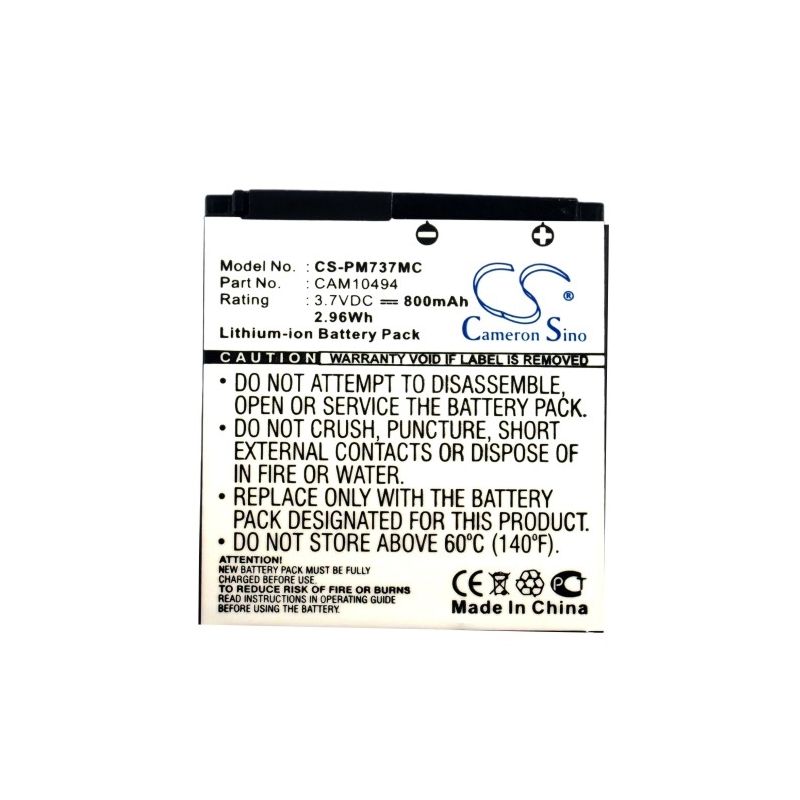 Model No. : CS-PM737MC
Part No. : CAM10494
Rating : 3.7VDC 800mAh
2.96Wh
Lithium-ion Battery Pack
CS ®
Cameron Sino
CAUTION WARRANTY VOID IF LABEL IS REMOVED
• DO NOT ATTEMPT TO DISASSEMBLE,
OPEN OR SERVICE THE BATTERY PACK.
• DO NOT CRUSH, PUNCTURE, SHORT
EXTERNAL CONTACTS OR DISPOSE OF
IN FIRE OR WATER.
• REPLACE ONLY WITH THE BATTERY
PACK DESIGNATED FOR THIS PRODUCT.
• DO NOT STORE ABOVE 60°C (140°F).
ATTENTION!
NEW BATTERY PACK MUST BE FULLY
CHARGED BEFORE USE
TO REDUCE RISK OF FIRE OR BURNS
READ INSTRUCTIONS IN OPERATING GUIDE
BEFORE USING THE BATTERY.
CE
Made In China